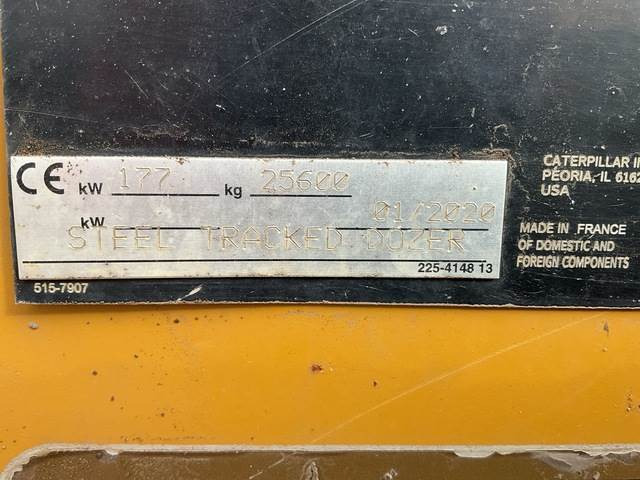 CE kW 177 kg 25600
kW 01/2020
STEEL TRACKED DOZER
225-4148 13
515-7907
CATERPILLAR
PEORIA, IL
USA
MADE IN FRANCE
OF DOMESTIC AND
FOREIGN COMPONENTS